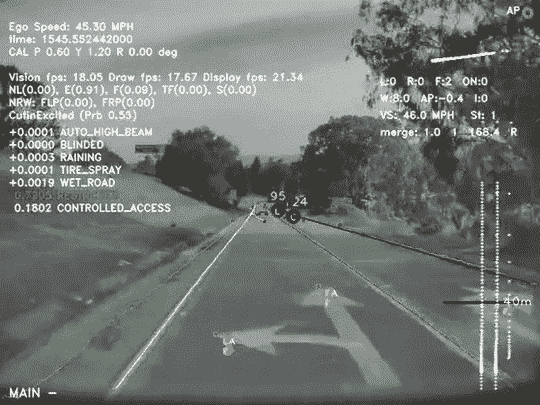 AP
Ego Speed: 45.30 MPH
time: 1545.552442000
CAL P 0.60 Y 1.20 R 0.00 deg
Vision fps: 18.05 Draw fps: 17.67 Display fps: 21.34
NL(0.00), E(0.91), F(0.09), TF(0.00), S(0.00)
NRW: FLP(0.00), FRP(0.00)
CutinExcited (Prb 0.53)
+0.0001 AUTO_HIGH_BEAM
+0.0000 BLINDED
+0.0003 RAINING
+0.0001 TIRE_SPRAY
+0.0019 WET_ROAD
0.1802 CONTROLLED_ACCESS
L:0 R:0 F:2 ON:0
W:8.0 AP:-0.4 I:0
VS: 46.0 MPH St: 1
merge: 1.0 168.4 R
95
24
L
L
40m
MAIN -